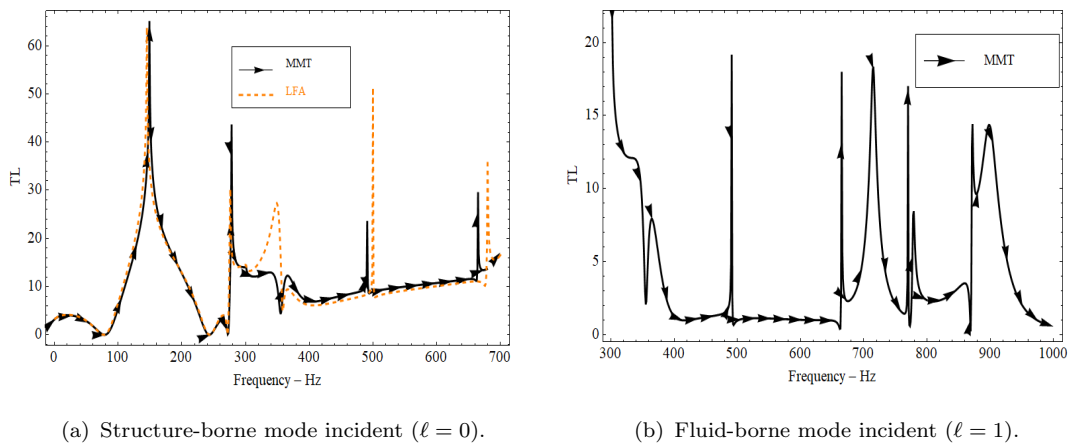 60
50
40
30
20
10
0
TL
MMT
LFA
0 100 200 300 400 500 600 700
Frequency – Hz
20
15
10
5
0
TL
MMT
300 400 500 600 700 800 900 1000
Frequency – Hz
(a) Structure-borne mode incident (ℓ = 0).
(b) Fluid-borne mode incident (ℓ = 1).